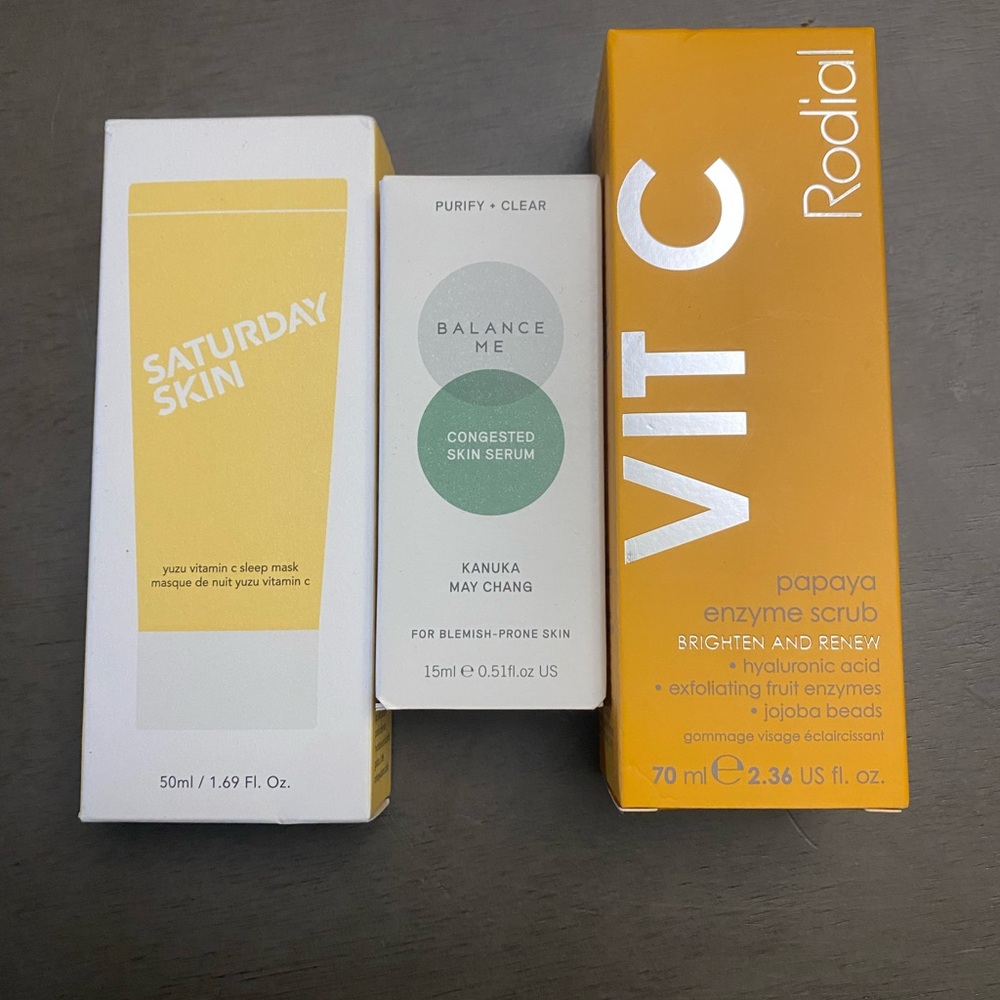 SATURDAY
SKIN
yuzu vitamin c sleep mask
masque de nuit yuzu vitamin c
50ml / 1.69 Fl. Oz.
PURIFY + CLEAR
BALANCE
ME
CONGESTED
SKIN SERUM
KANUKA
MAY CHANG
FOR BLEMISH-PRONE SKIN
15ml ℮ 0.51fl.oz US
Rodial
VIT C
papaya
enzyme scrub
BRIGHTEN AND RENEW
• hyaluronic acid
• exfoliating fruit enzymes
• jojoba beads
gommage visage éclaircissant
70 ml ℮ 2.36 US fl. oz.